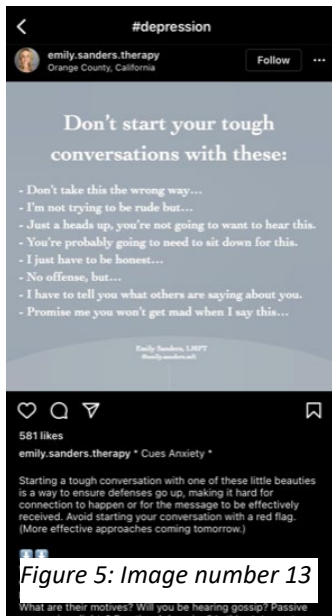 #depression
emily.sanders.therapy
Orange County, California
Follow
Don't start your tough
conversations with these:
- Don't take this the wrong way...
- I'm not trying to be rude but...
- Just a heads up, you're not going to want to hear this.
- You're probably going to need to sit down for this.
- I just have to be honest...
- No offense, but...
- I have to tell you what others are saying about you.
- Promise me you won't get mad when I say this...
Emily Sanders, LMFT
581 likes
emily.sanders.therapy * Cues Anxiety *
Starting a tough conversation with one of these little beauties
is a way to ensure defenses go up, making it hard for
connection to happen or for the message to be effectively
received. Avoid starting your conversation with a red flag.
(More effective approaches coming tomorrow.)
Figure 5: Image number 13
What are their motives? Will you be hearing gossip? Passive